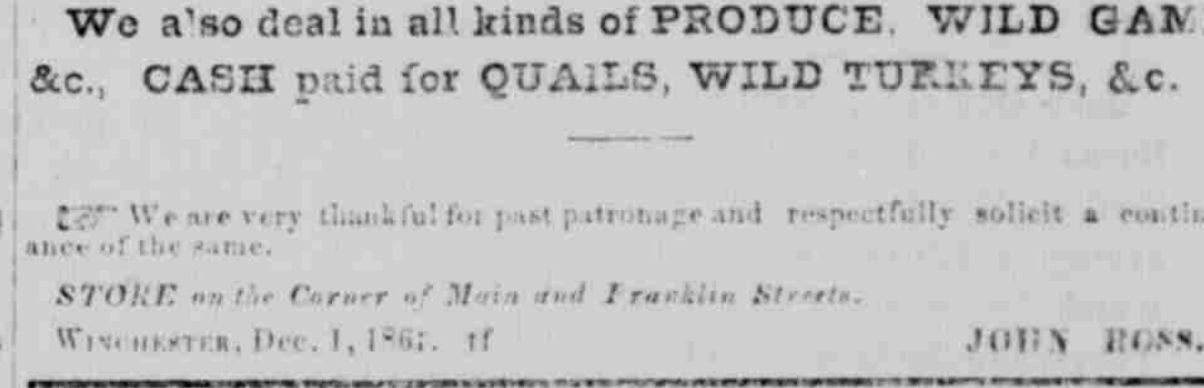 We also deal in all kinds of PRODUCE, WILD GAM
&c., CASH paid for QUAILS, WILD TURKEYS, &c.
☞ We are very thankful for past patronage and respectfully solicit a contin
ance of the same.
STORE on the Corner of Main and Franklin Streets.
WINCHESTER, Dec. 1, tf
JOHN ROSS.